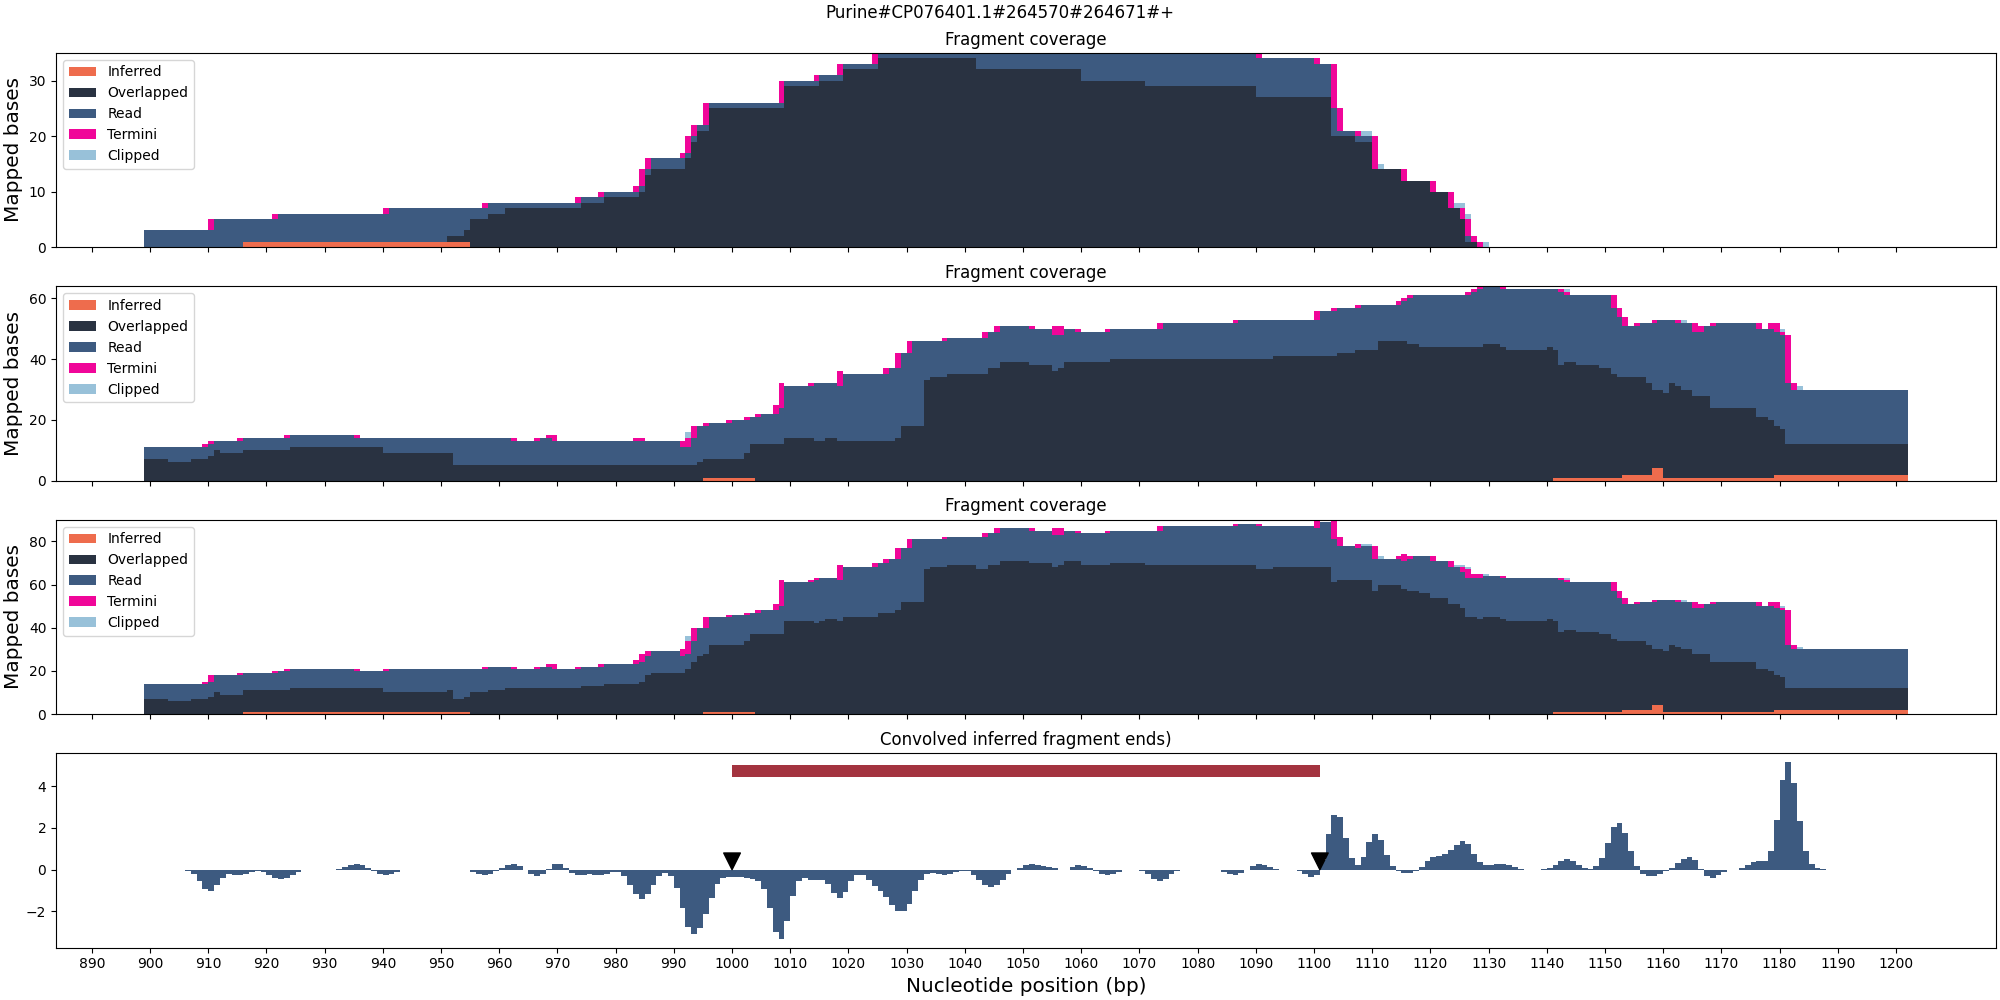 Purine#CP076401.1#264570#264671#+
Fragment coverage
Mapped bases
30
20
10
0
Inferred
Overlapped
Read
Termini
Clipped
Fragment coverage
Mapped bases
60
40
20
0
Inferred
Overlapped
Read
Termini
Clipped
Fragment coverage
Mapped bases
80
60
40
20
0
Inferred
Overlapped
Read
Termini
Clipped
Convolved inferred fragment ends)
4
2
0
−2
890 900 910 920 930 940 950 960 970 980 990 1000 1010 1020 1030 1040 1050 1060 1070 1080 1090 1100 1110 1120 1130 1140 1150 1160 1170 1180 1190 1200
Nucleotide position (bp)